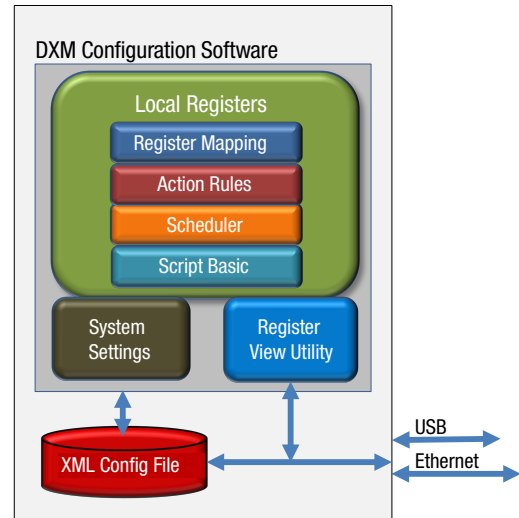 DXM Configuration Software
Local Registers
Register Mapping
Action Rules
Scheduler
Script Basic
System
Settings
Register
View Utility
XML Config File
USB
Ethernet